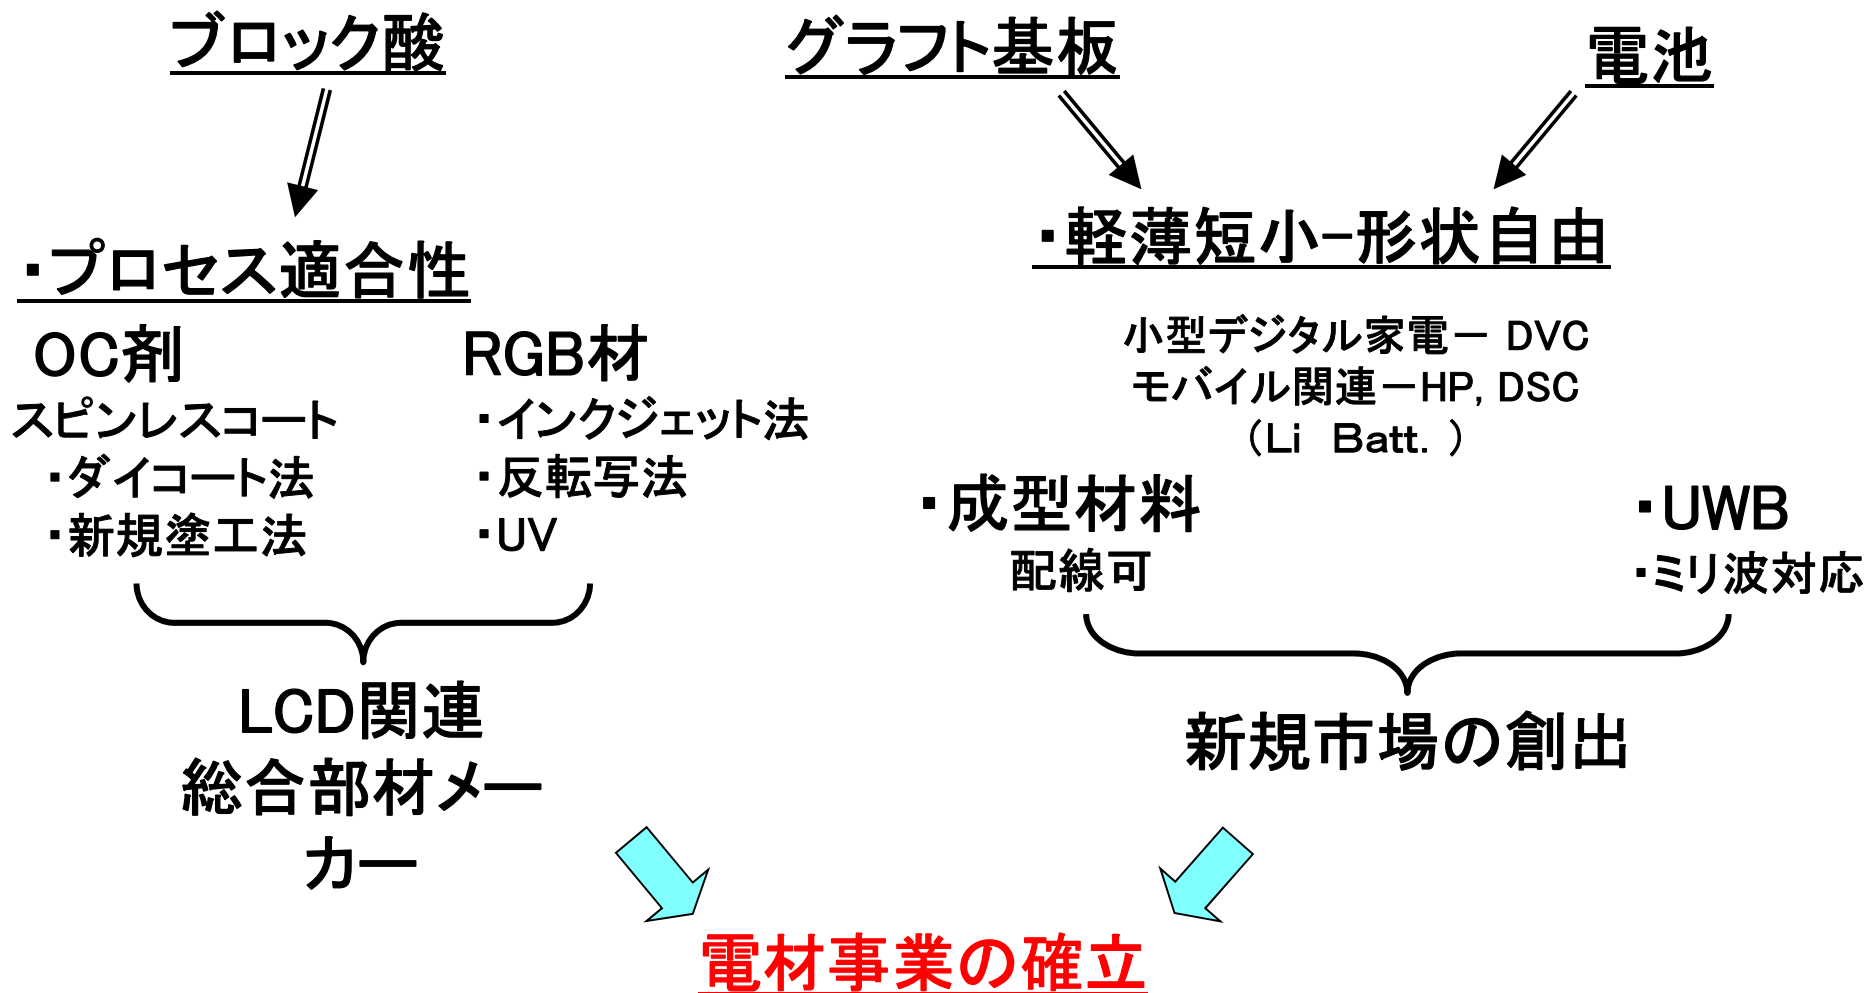 ブロック酸
グラフト基板
電池
・プロセス適合性
・軽薄短小-形状自由
OC剤
スピンレスコート
・ダイコート法
・新規塗工法
RGB材
・インクジェット法
・反転写法
・UV
小型デジタル家電－ DVC
モバイル関連－HP, DSC
（Li　Batt. ）
・成型材料
配線可
・UWB
・ミリ波対応
LCD関連
総合部材メー
カー
新規市場の創出
電材事業の確立